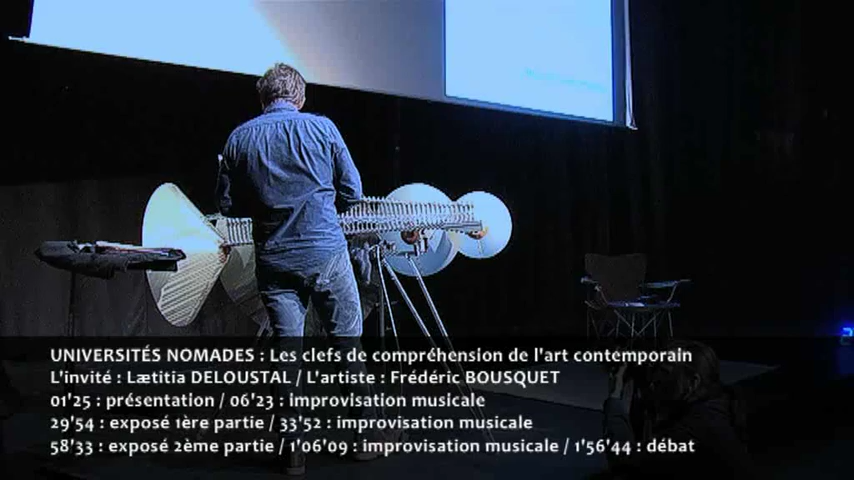 UNIVERSITÉS NOMADES : Les clefs de compréhension de l'art contemporain
L'invité : Lætitia DELOUSTAL / L'artiste : Frédéric BOUSQUET
01'25 : présentation / 06'23 : improvisation musicale
29'54 : exposé 1ère partie / 33'52 : improvisation musicale
58'33 : exposé 2ème partie / 1'06'09 : improvisation musicale / 1'56'44 : débat